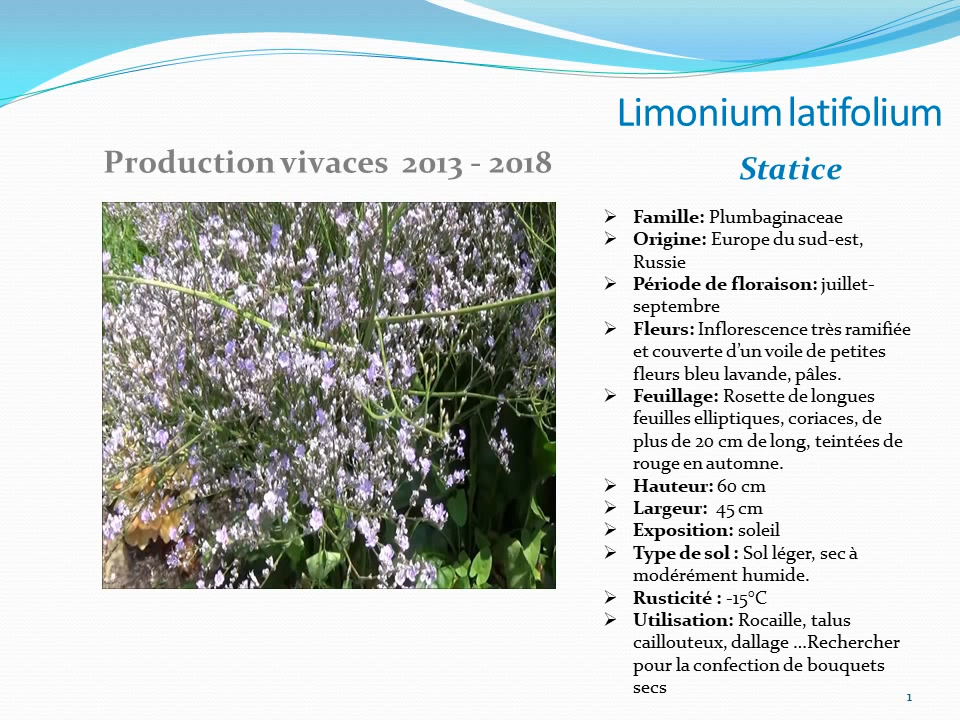 Limonium latifolium
Production vivaces 2013 - 2018
Statice
➢ Famille: Plumbaginaceae
➢ Origine: Europe du sud-est,
Russie
➢ Période de floraison: juillet-
septembre
➢ Fleurs: Inflorescence très ramifiée
et couverte d’un voile de petites
fleurs bleu lavande, pâles.
➢ Feuillage: Rosette de longues
feuilles elliptiques, coriaces, de
plus de 20 cm de long, teintées de
rouge en automne.
➢ Hauteur: 60 cm
➢ Largeur: 45 cm
➢ Exposition: soleil
➢ Type de sol : Sol léger, sec à
modérément humide.
➢ Rusticité : -15°C
➢ Utilisation: Rocaille, talus
caillouteux, dallage ...Rechercher
pour la confection de bouquets
secs
1